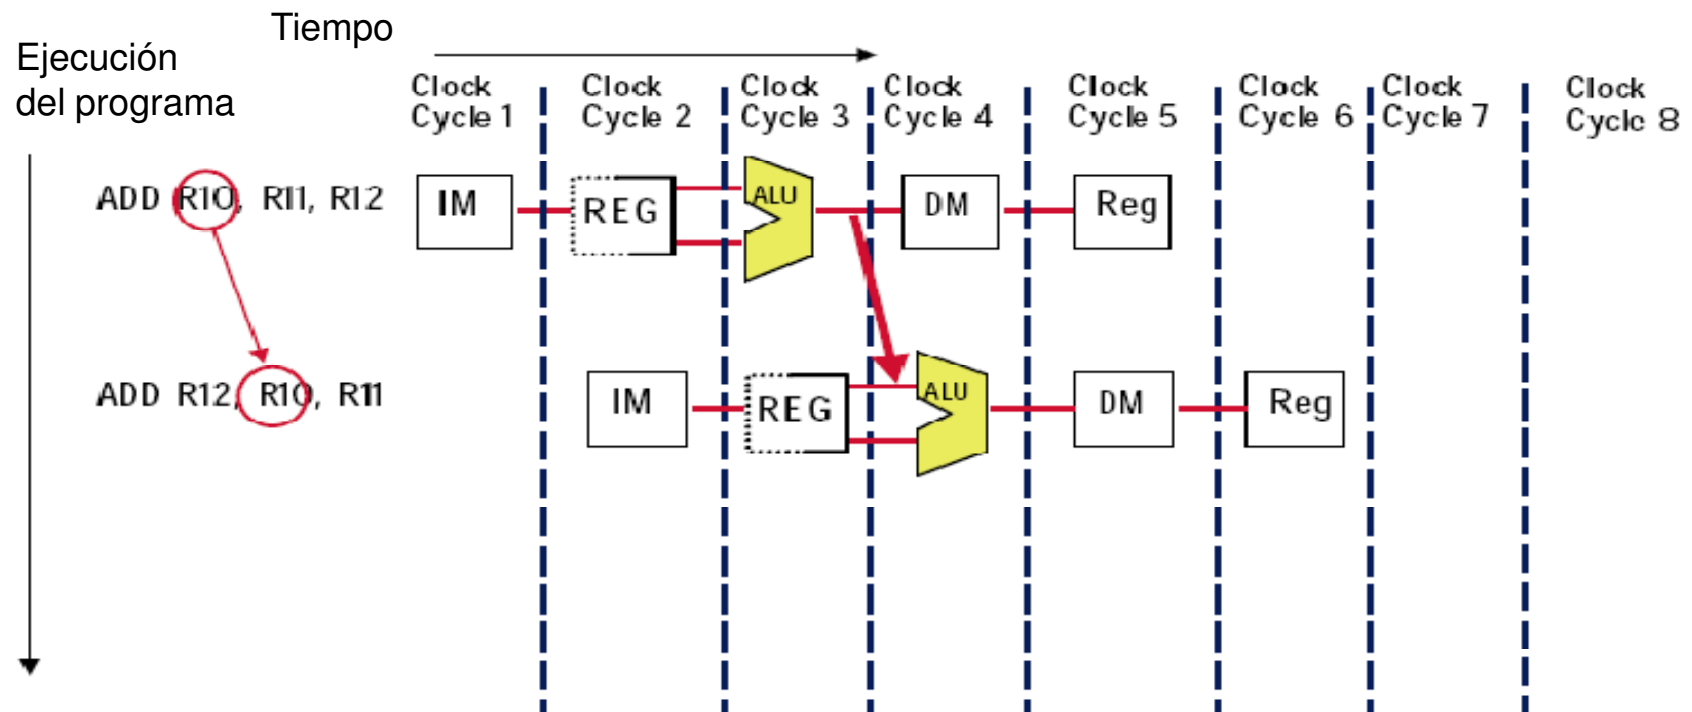 Tiempo
Ejecución
del programa
Clock
Cycle 1
Clock
Cycle 2
Clock
Cycle 3
Clock
Cycle 4
Clock
Cycle 5
Clock
Cycle 6
Clock
Cycle 7
Clock
Cycle 8
ADD R10, R11, R12
IM
REG
ALU
DM
Reg
ADD R12, R10, R11
IM
REG
ALU
DM
Reg